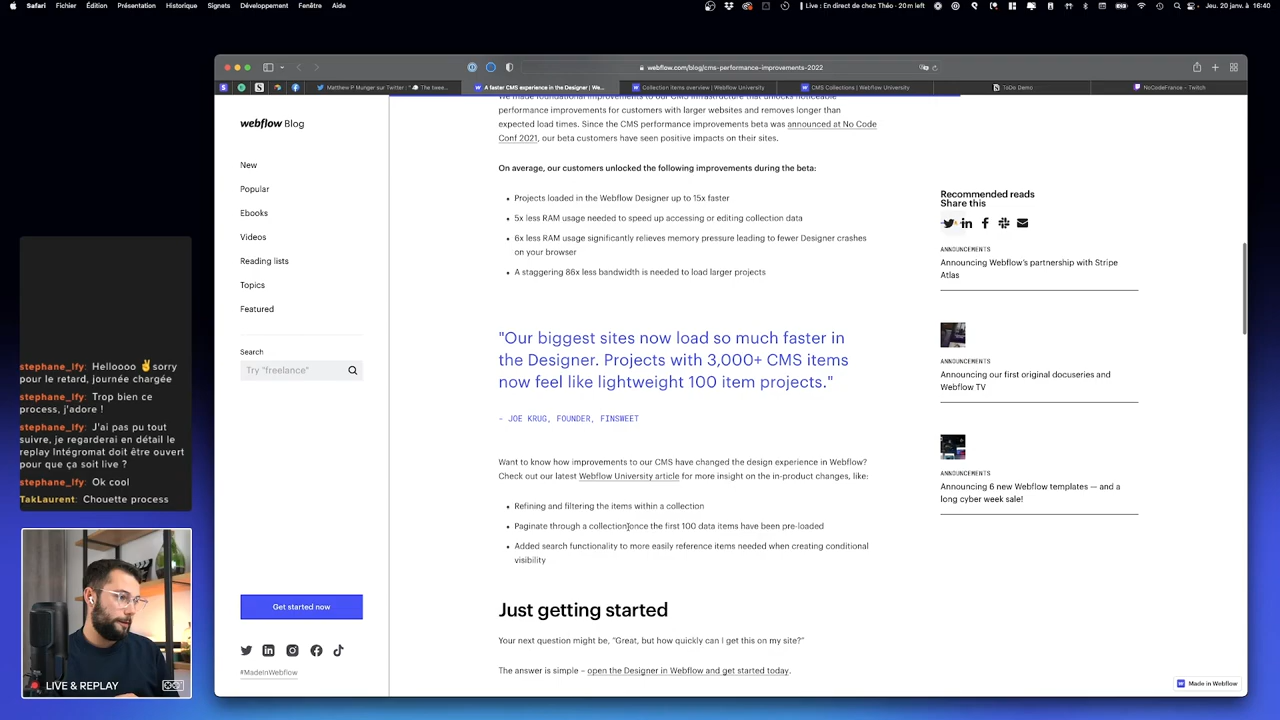 Safari Fichier Édition Présentation Historique Signets Développement Fenêtre Aide
Live : En direct de chez Théo · 20m left
Jeu. 20 janv. à 16:40
webflow.com/blog/cms-performance-improvements-2022
Matthew P Munger sur Twitter : "
A faster CMS experience in the Designer | We...
Collection items overview | Webflow University
CMS Collections | Webflow University
ToDo Demo
NoCodeFrance – Twitch
webflow Blog
New
Popular
Ebooks
Videos
Reading lists
Topics
Featured
Search
Try "freelance"
Get started now
#MadeinWebflow
We made foundational improvements to our CMS infrastructure that unlocks noticeable
performance improvements for customers with larger websites and removes longer than
expected load times. Since the CMS performance improvements beta was announced at No Code
Conf 2021, our beta customers have seen positive impacts on their sites.
On average, our customers unlocked the following improvements during the beta:
Projects loaded in the Webflow Designer up to 15x faster
5x less RAM usage needed to speed up accessing or editing collection data
6x less RAM usage significantly relieves memory pressure leading to fewer Designer crashes
on your browser
A staggering 86x less bandwidth is needed to load larger projects
"Our biggest sites now load so much faster in
the Designer. Projects with 3,000+ CMS items
now feel like lightweight 100 item projects."
– JOE KRUG, FOUNDER, FINSWEET
Want to know how improvements to our CMS have changed the design experience in Webflow?
Check out our latest Webflow University article for more insight on the in-product changes, like:
Refining and filtering the items within a collection
Paginate through a collection once the first 100 data items have been pre-loaded
Added search functionality to more easily reference items needed when creating conditional
visibility
Just getting started
Your next question might be, "Great, but how quickly can I get this on my site?"
The answer is simple – open the Designer in Webflow and get started today.
Recommended reads
Share this
ANNOUNCEMENTS
Announcing Webflow's partnership with Stripe
Atlas
ANNOUNCEMENTS
Announcing our first original docuseries and
Webflow TV
ANNOUNCEMENTS
Announcing 6 new Webflow templates — and a
long cyber week sale!
Made in Webflow
stephane_lfy: Helloooo ✌️sorry
pour le retard, journée chargée
stephane_lfy: Trop bien ce
process, j'adore !
stephane_lfy: J'ai pas pu tout
suivre, je regarderai en détail le
replay Intégromat doit être ouvert
pour que ça soit live ?
stephane_lfy: Ok cool
TakLaurent: Chouette process
LIVE & REPLAY